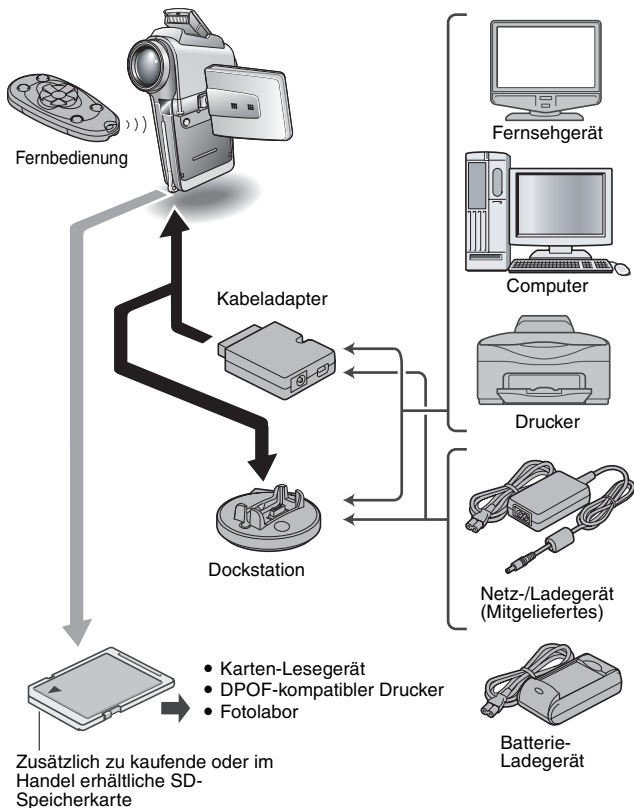 Fernbedienung
Fernsehgerät
Computer
Kabeladapter
Drucker
Dockstation
Netz-/Ladegerät
(Mitgeliefertes)
• Karten-Lesegerät
• DPOF-kompatibler Drucker
• Fotolabor
Batterie-
Ladegerät
Zusätzlich zu kaufende oder im
Handel erhältliche SD-
Speicherkarte